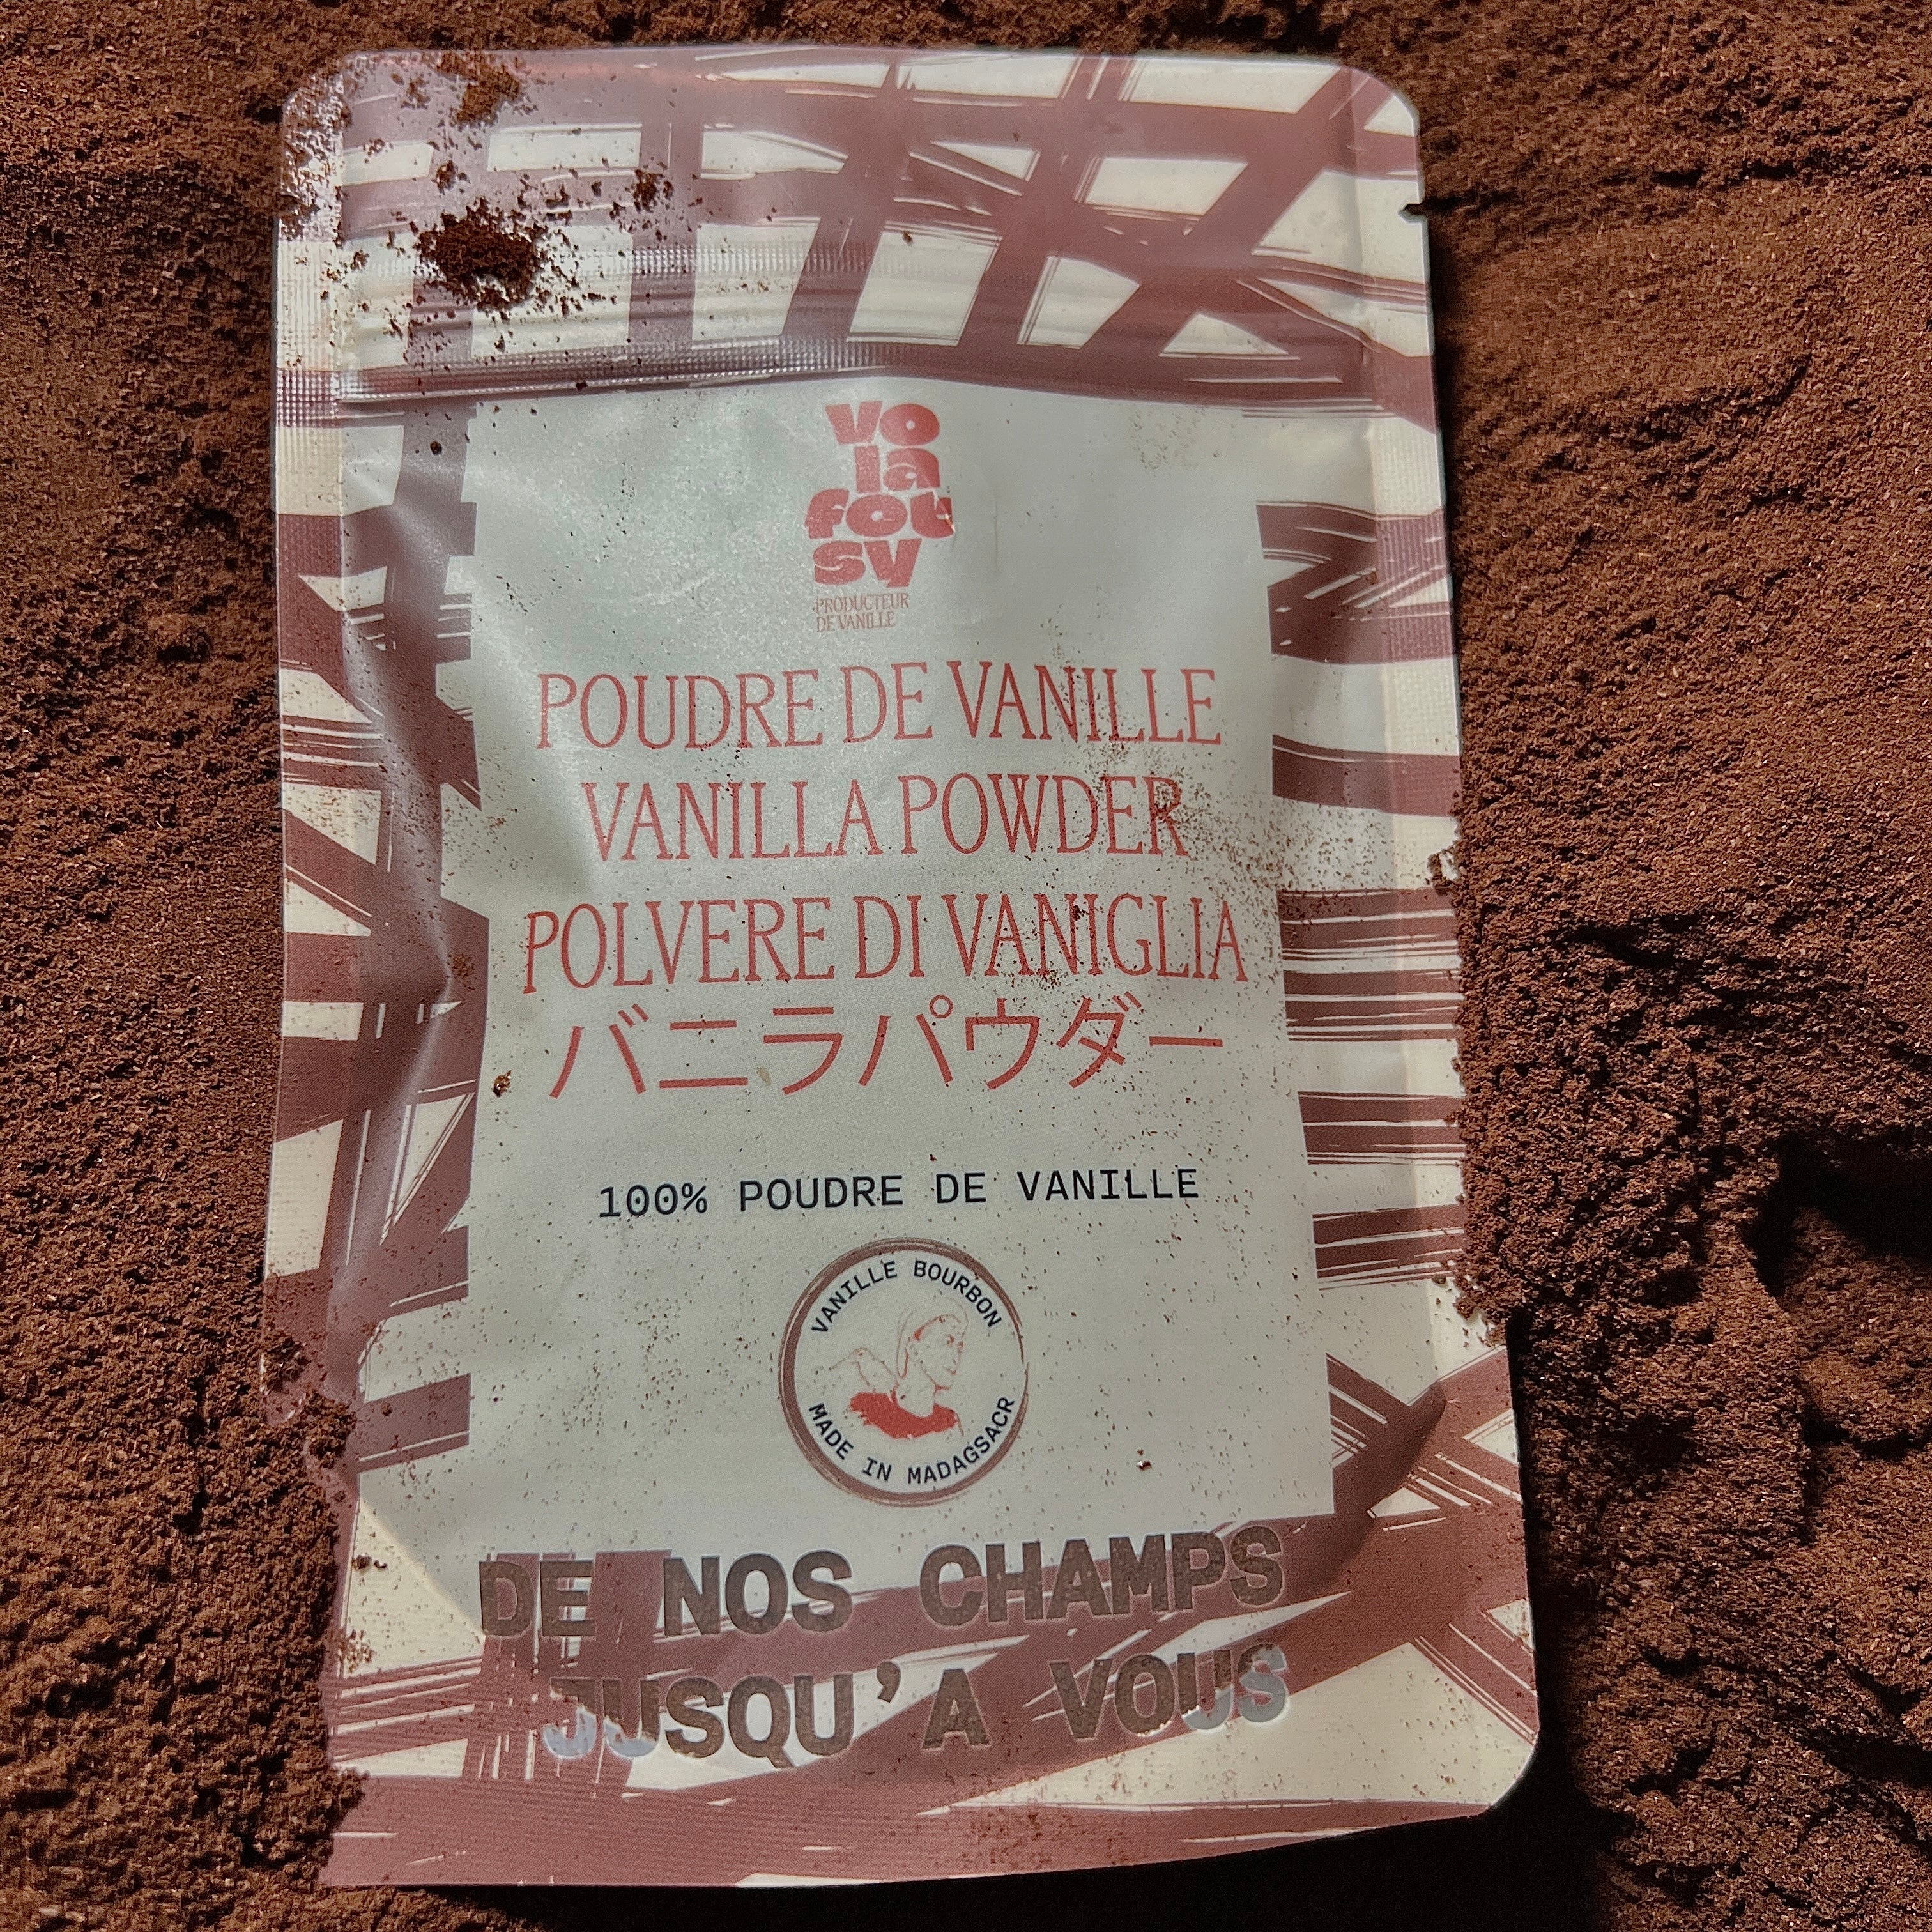 vo
la
fot
sy
PRODUCTEUR
DE VANILLE
POUDRE DE VANILLE
VANILLA POWDER
POLVERE DI VANIGLIA
バニラパウダー
100% POUDRE DE VANILLE
VANILLE BOURBON
MADE IN MADAGSACR
DE NOS CHAMPS
JUSQU'A VOUS